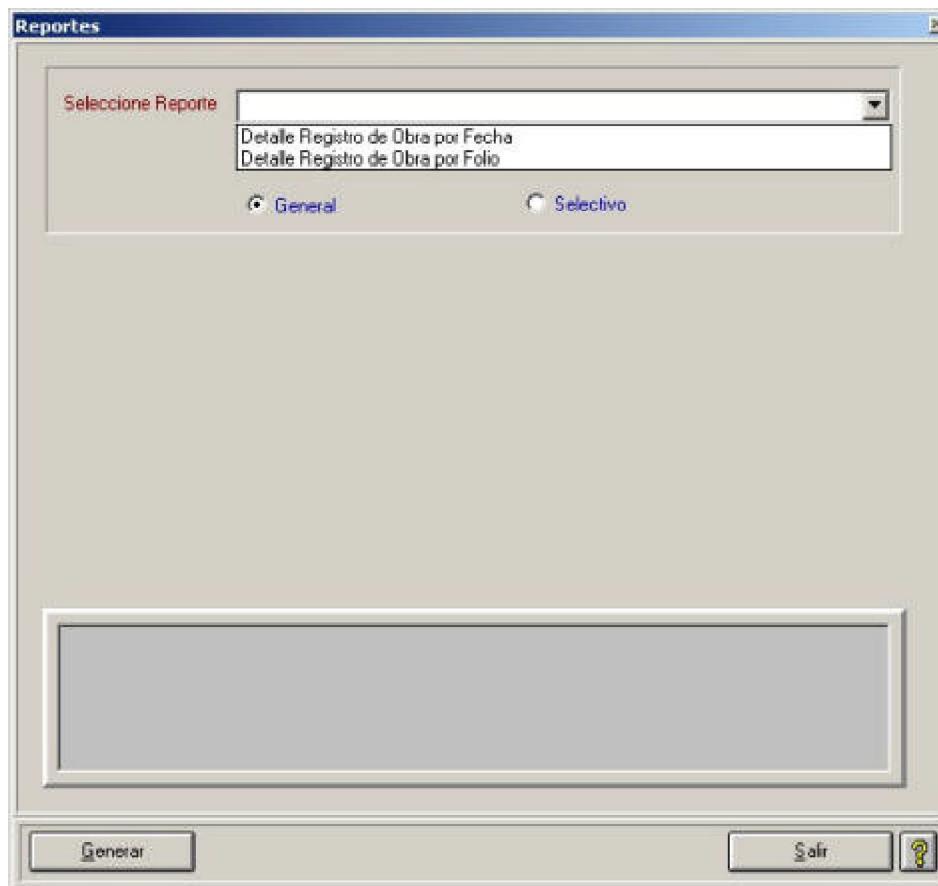 Reportes
Seleccione Reporte
Detalle Registro de Obra por Fecha
Detalle Registro de Obra por Folio
General Selectivo
Generar Salir ?